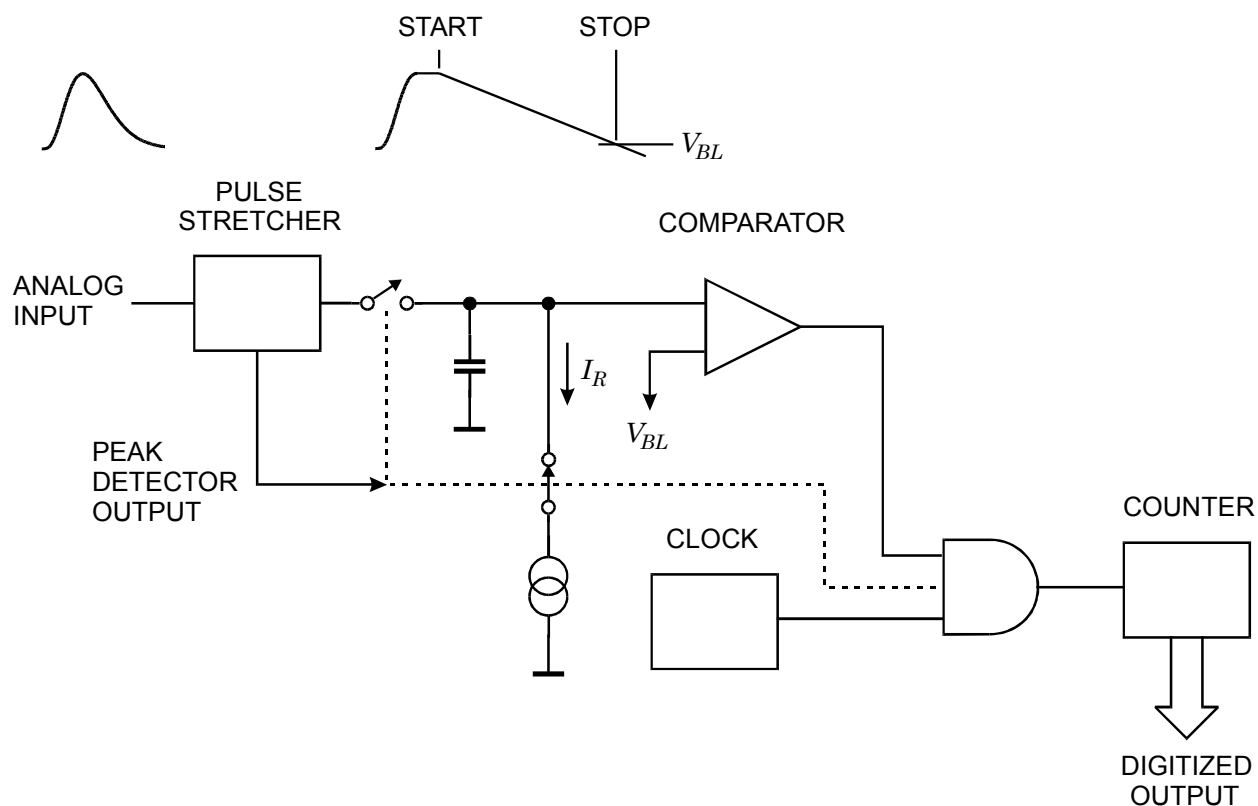 START
STOP
V_BL
PULSE
STRETCHER
COMPARATOR
ANALOG
INPUT
I_R
V_BL
PEAK
DETECTOR
OUTPUT
CLOCK
COUNTER
DIGITIZED
OUTPUT